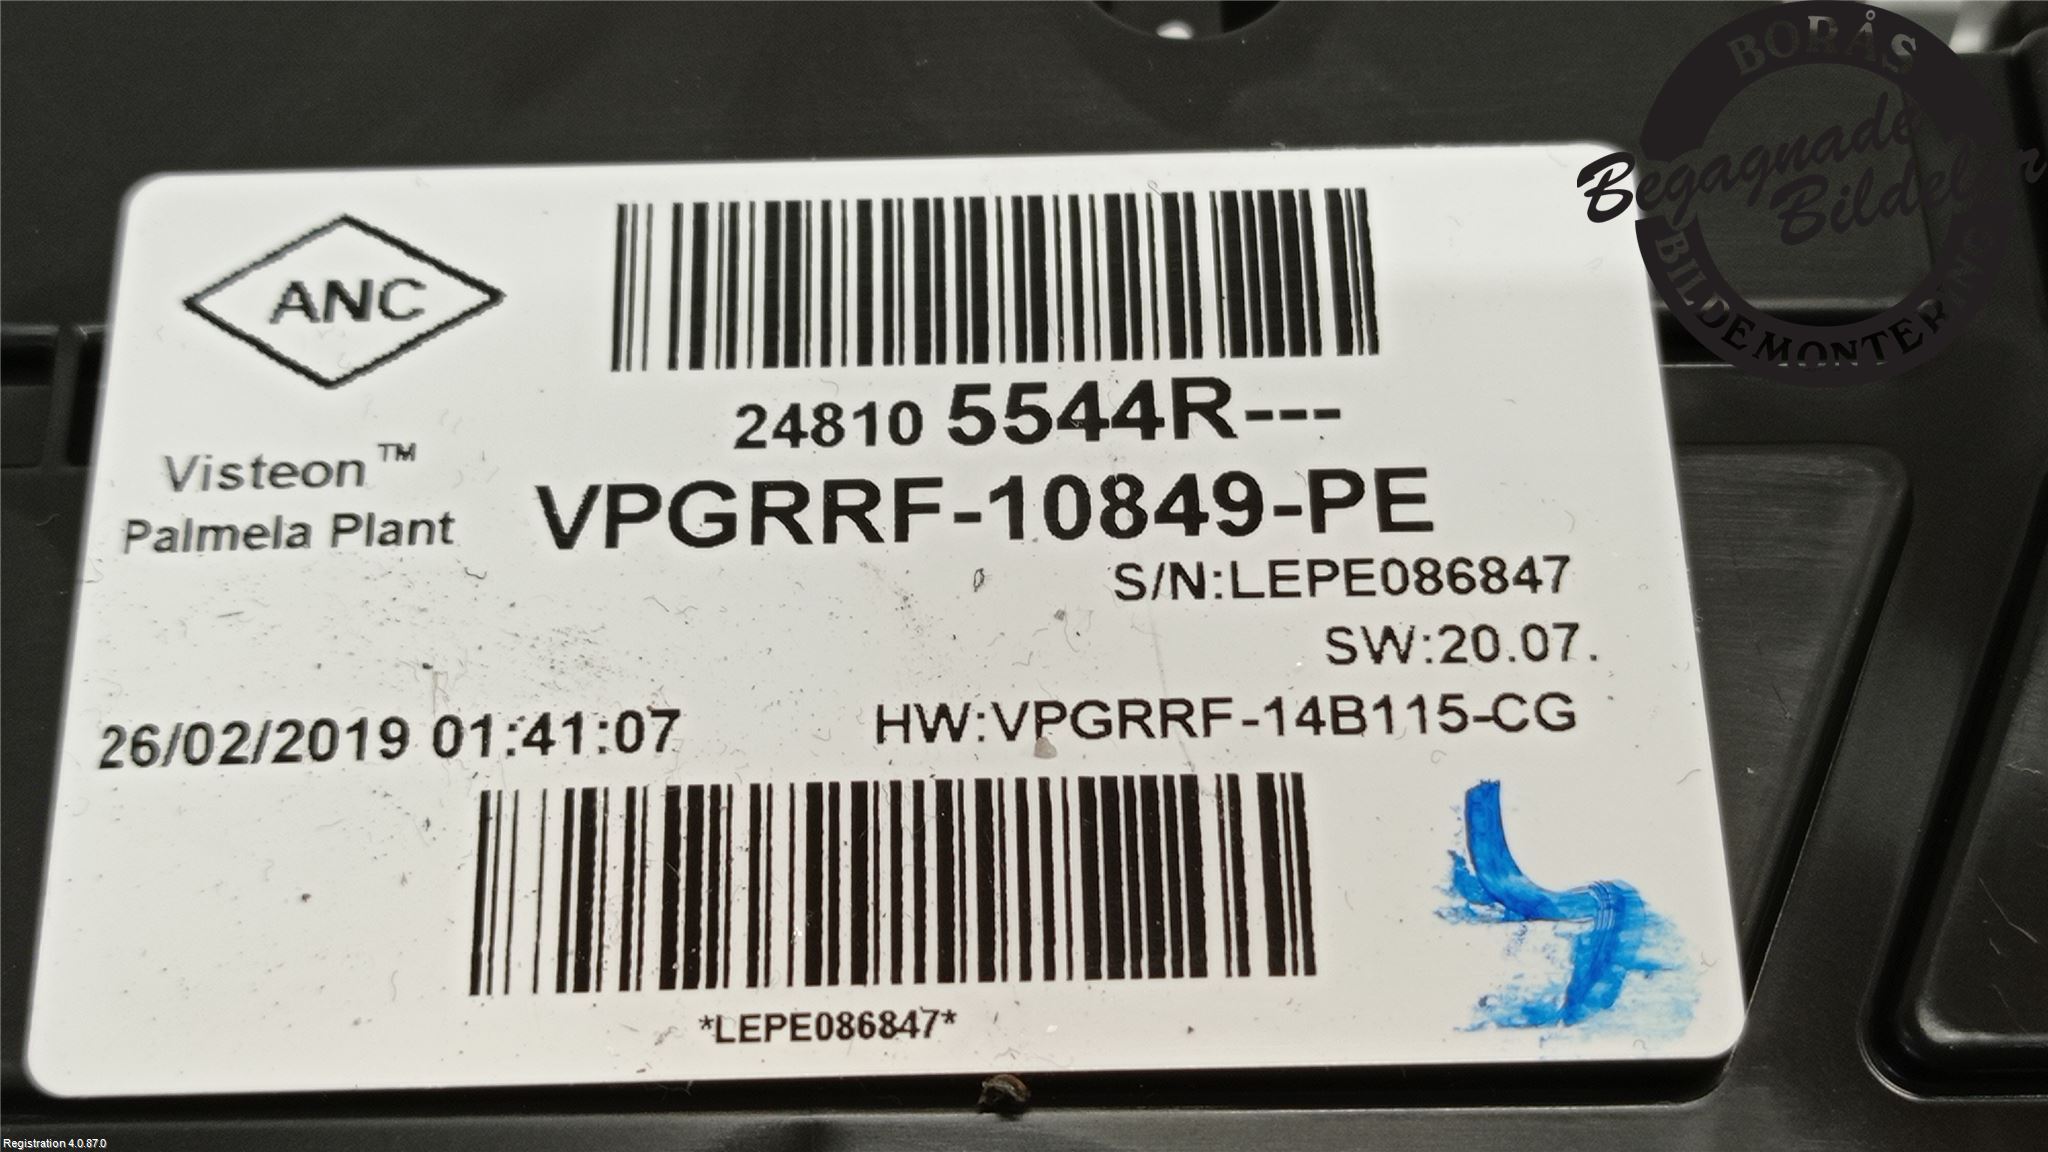 BORÅS
Begagnade
Bildelar
BILDEMONTERING
ANC
24810 5544R---
Visteon™
Palmela Plant
VPGRRF-10849-PE
S/N:LEPE086847
SW:20.07.
26/02/2019 01:41:07
HW:VPGRRF-14B115-CG
*LEPE086847*
Registration 4.0.87.0